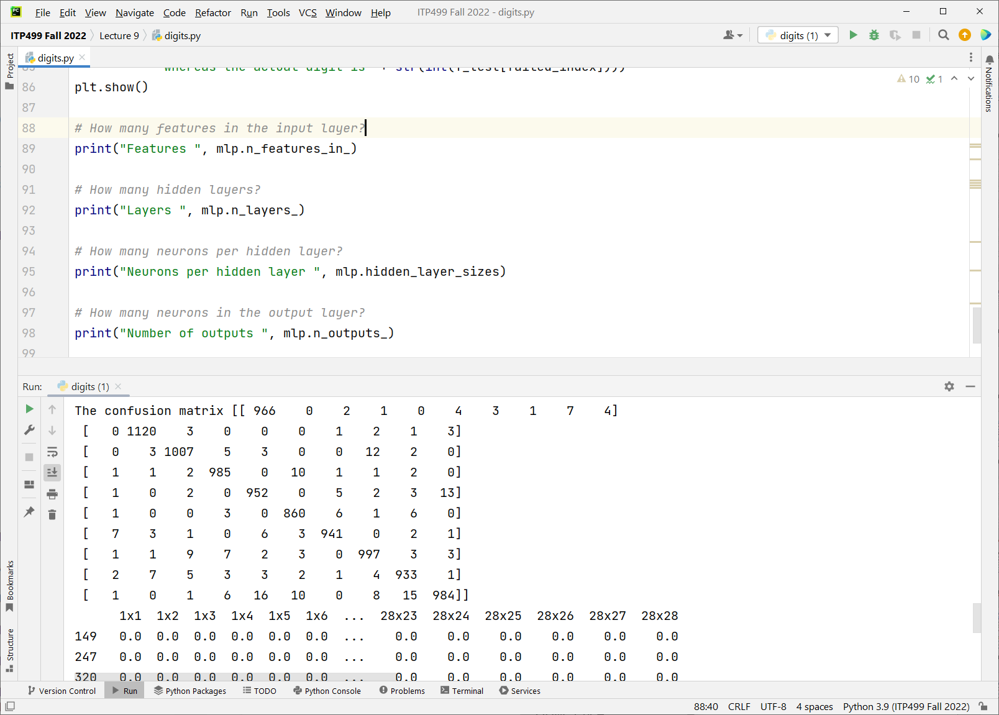 PC File Edit View Navigate Code Refactor Run Tools VCS Window Help ITP499 Fall 2022 - digits.py
ITP499 Fall 2022 Lecture 9 digits.py digits (1)
Project
digits.py
Notifications
10 1
85 whereas the actual digit is " + str(int(Y_test[failed_index])))
86 plt.show()
87
88 # How many features in the input layer?
89 print("Features ", mlp.n_features_in_)
90
91 # How many hidden layers?
92 print("Layers ", mlp.n_layers_)
93
94 # How many neurons per hidden layer?
95 print("Neurons per hidden layer ", mlp.hidden_layer_sizes)
96
97 # How many neurons in the output layer?
98 print("Number of outputs ", mlp.n_outputs_)
99
Run: digits (1)
The confusion matrix [[ 966 0 2 1 0 4 3 1 7 4]
[ 0 1120 3 0 0 0 1 2 1 3]
[ 0 3 1007 5 3 0 0 12 2 0]
[ 1 1 2 985 0 10 1 1 2 0]
[ 1 0 2 0 952 0 5 2 3 13]
[ 1 0 0 3 0 860 6 1 6 0]
[ 7 3 1 0 6 3 941 0 2 1]
[ 1 1 9 7 2 3 0 997 3 3]
[ 2 7 5 3 3 2 1 4 933 1]
[ 1 0 1 6 16 10 0 8 15 984]]
1x1 1x2 1x3 1x4 1x5 1x6 ... 28x23 28x24 28x25 28x26 28x27 28x28
149 0.0 0.0 0.0 0.0 0.0 0.0 ... 0.0 0.0 0.0 0.0 0.0 0.0
247 0.0 0.0 0.0 0.0 0.0 0.0 ... 0.0 0.0 0.0 0.0 0.0 0.0
320 0.0 0.0 0.0 0.0 0.0 0.0 ... 0.0 0.0 0.0 0.0 0.0 0.0
Bookmarks
Structure
Version Control Run Python Packages TODO Python Console Problems Terminal Services
88:40 CRLF UTF-8 4 spaces Python 3.9 (ITP499 Fall 2022)